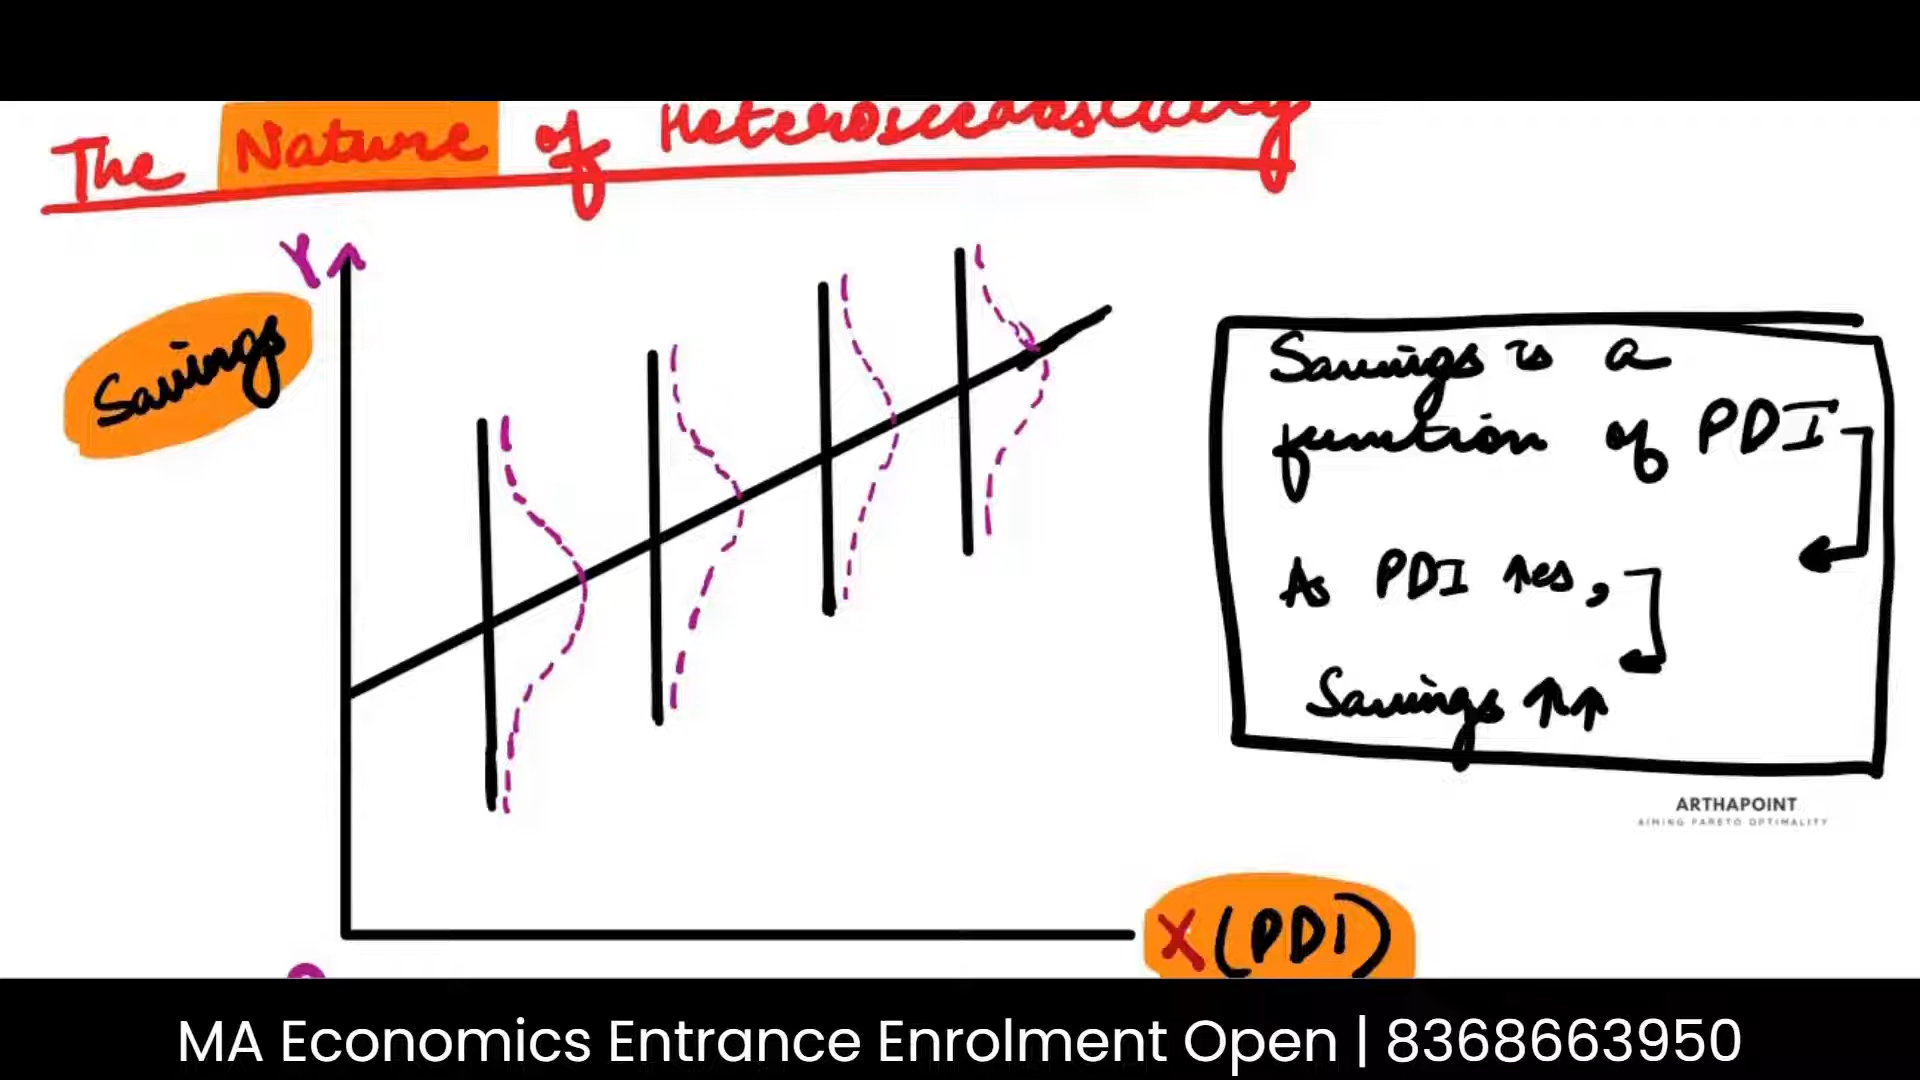 The Nature of Heteroscedasticity
Y
Savings
Savings is a
function of PDI
As PDI ↑es,
Savings ↑↑
ARTHAPOINT
AIMING PARETO OPTIMALITY
X (PDI)
MA Economics Entrance Enrolment Open | 8368663950